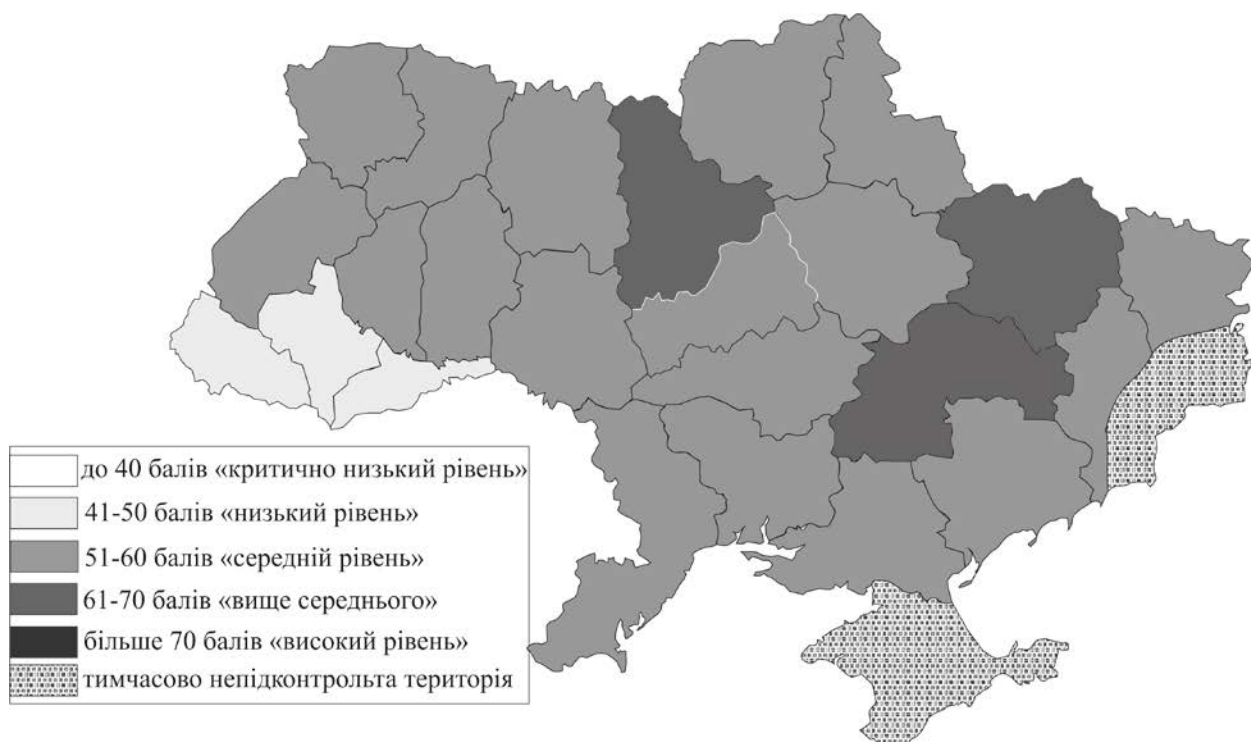 до 40 балів «критично низький рівень»
41-50 балів «низький рівень»
51-60 балів «середній рівень»
61-70 балів «вище середнього»
більше 70 балів «високий рівень»
тимчасово непідконтрольта територія